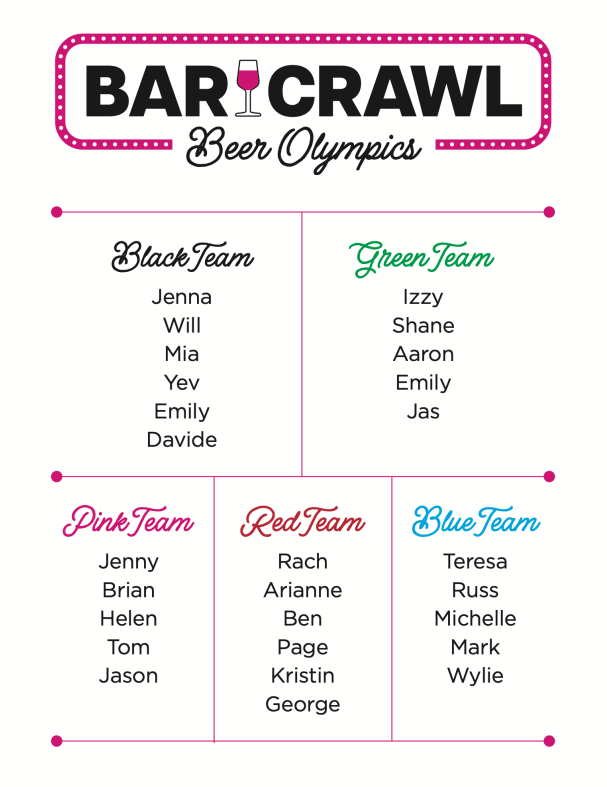 BAR CRAWL
Beer Olympics
Black Team
Jenna
Will
Mia
Yev
Emily
Davide
Green Team
Izzy
Shane
Aaron
Emily
Jas
Pink Team
Jenny
Brian
Helen
Tom
Jason
Red Team
Rach
Arianne
Ben
Page
Kristin
George
Blue Team
Teresa
Russ
Michelle
Mark
Wylie